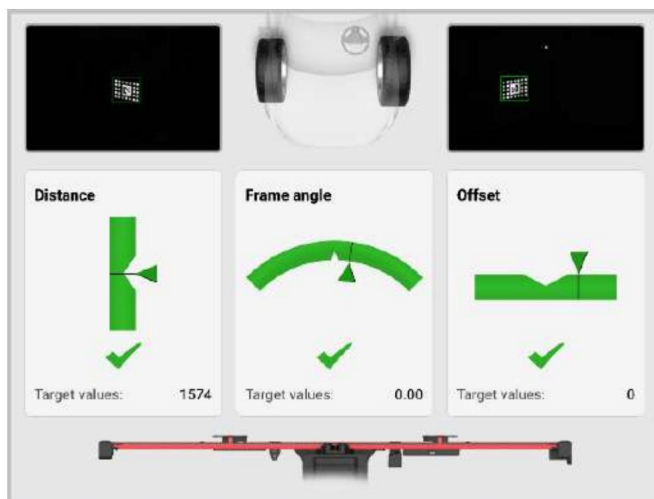 Distance
Frame angle
Offset
Target values: 1574
Target values: 0.00
Target values: 0